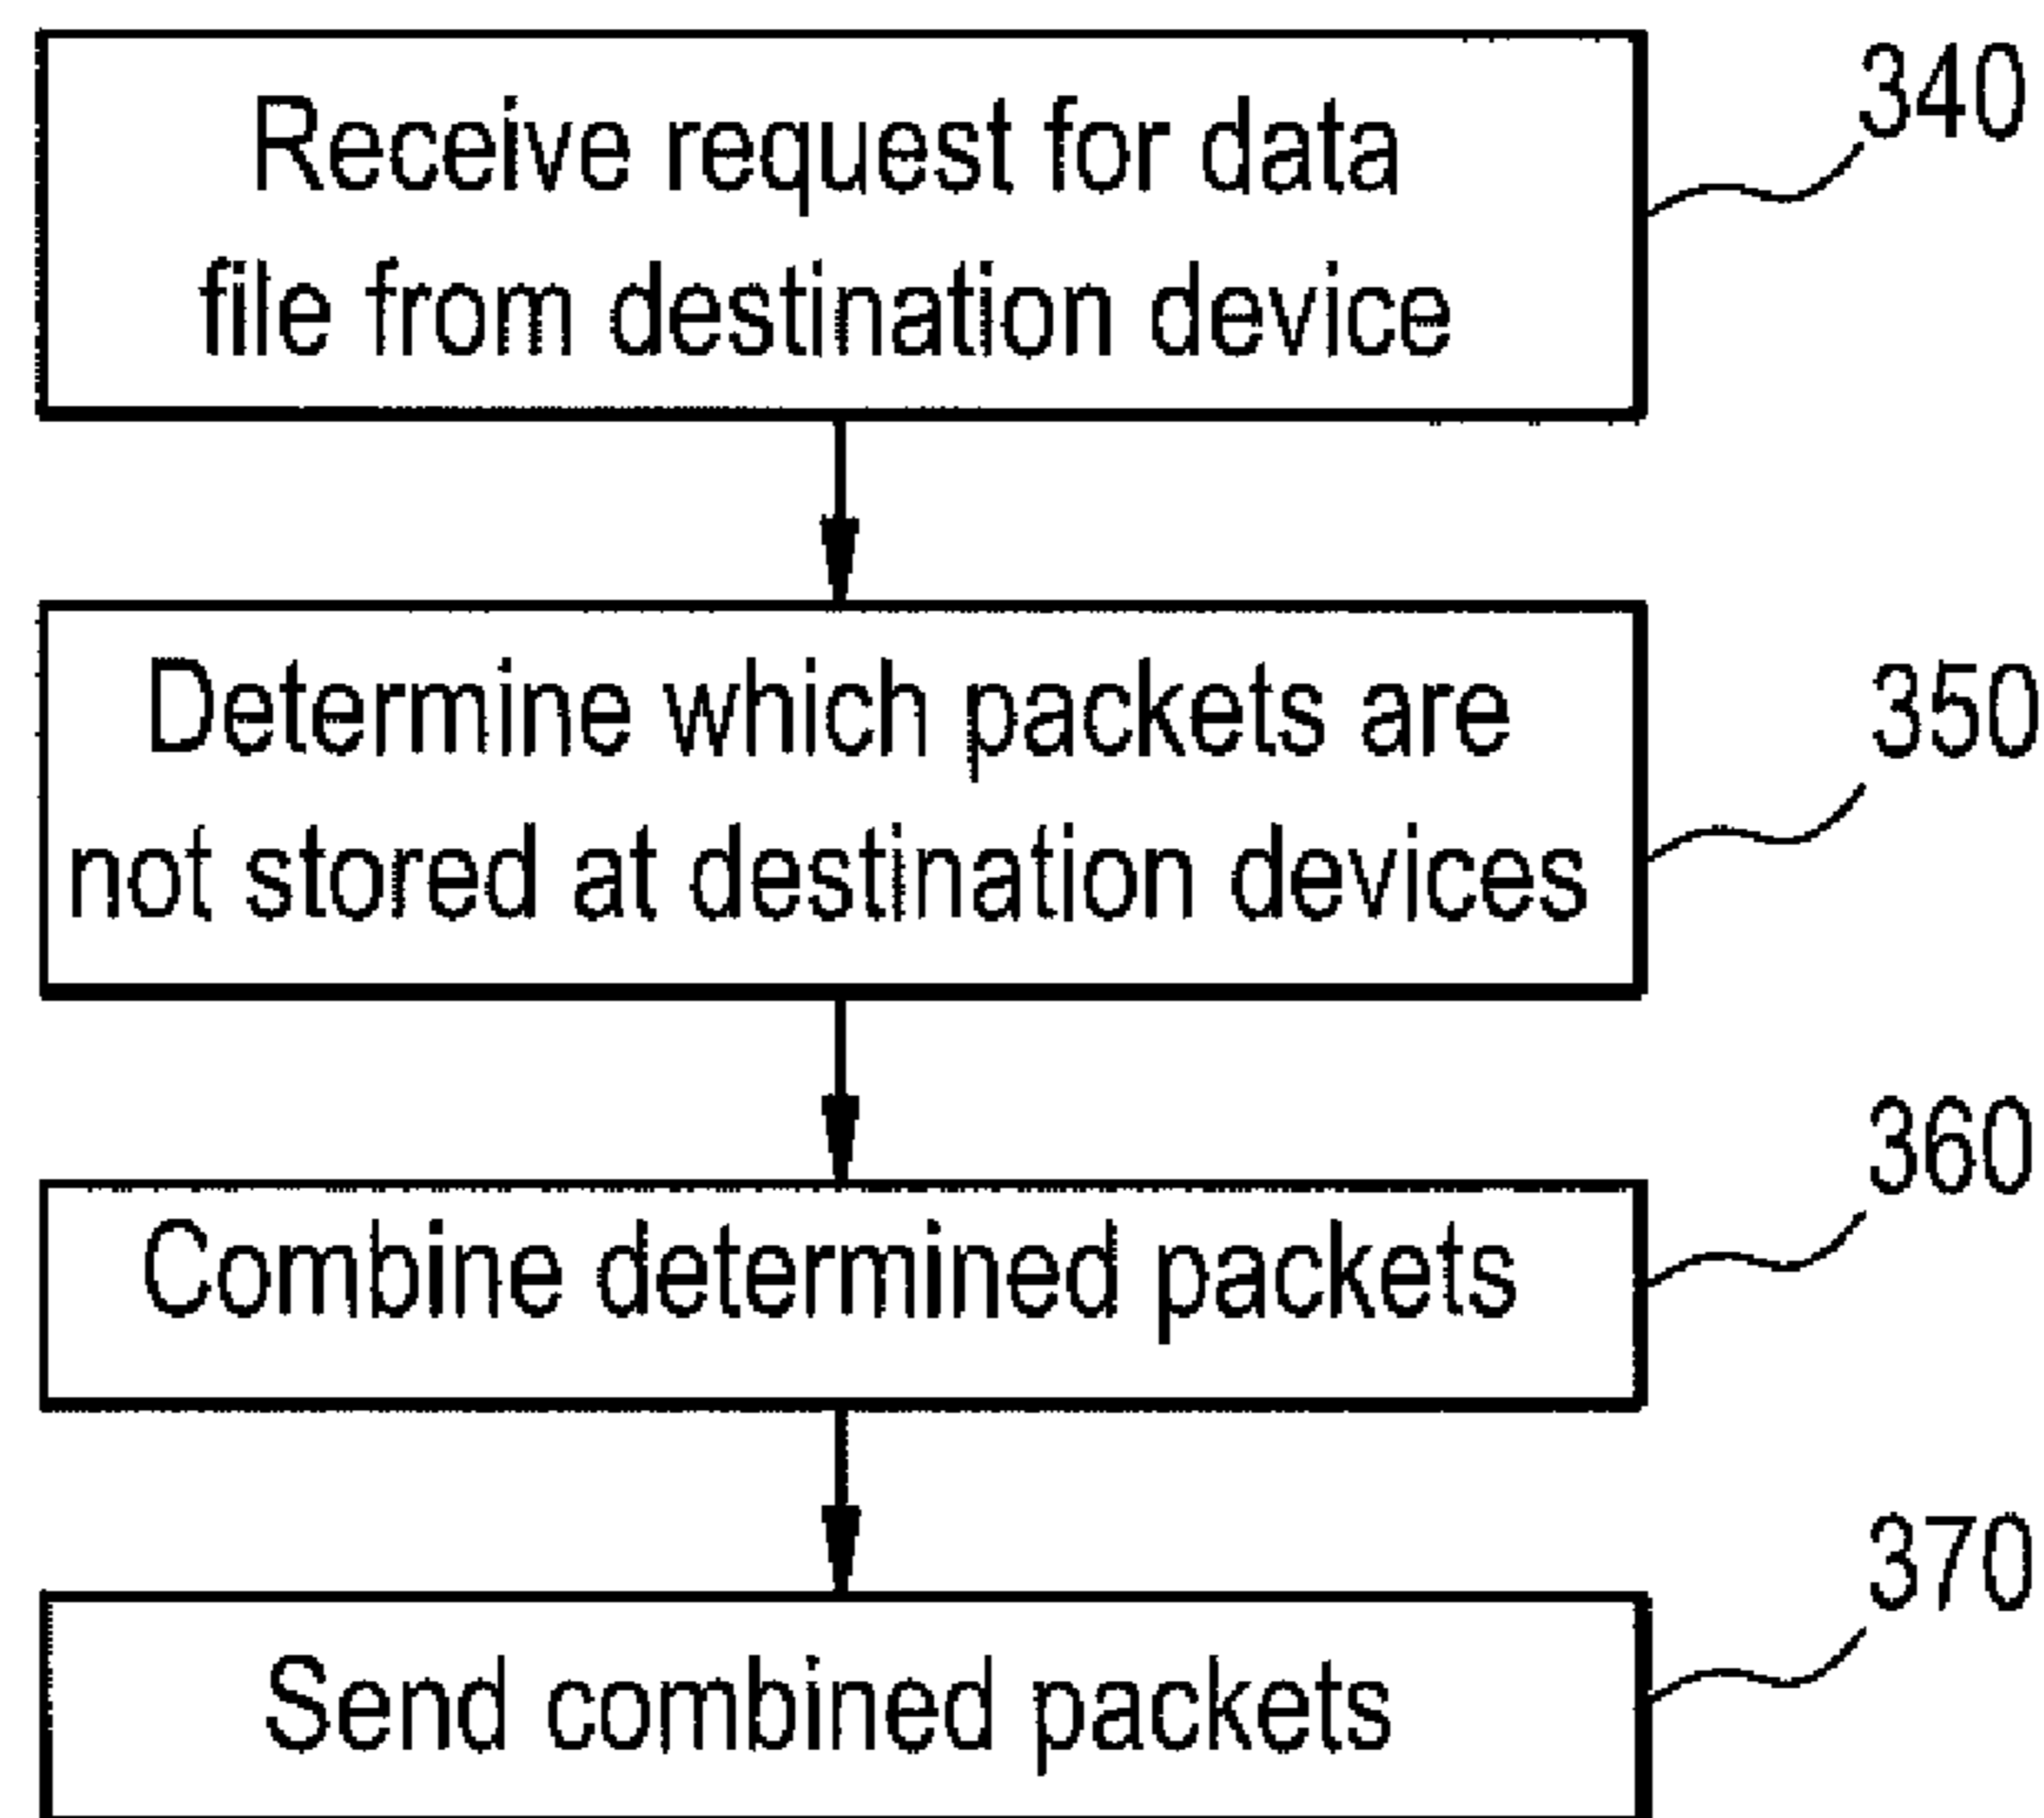 Receive request for data
file from destination device
340
Determine which packets are
not stored at destination devices
350
Combine determined packets
360
Send combined packets
370